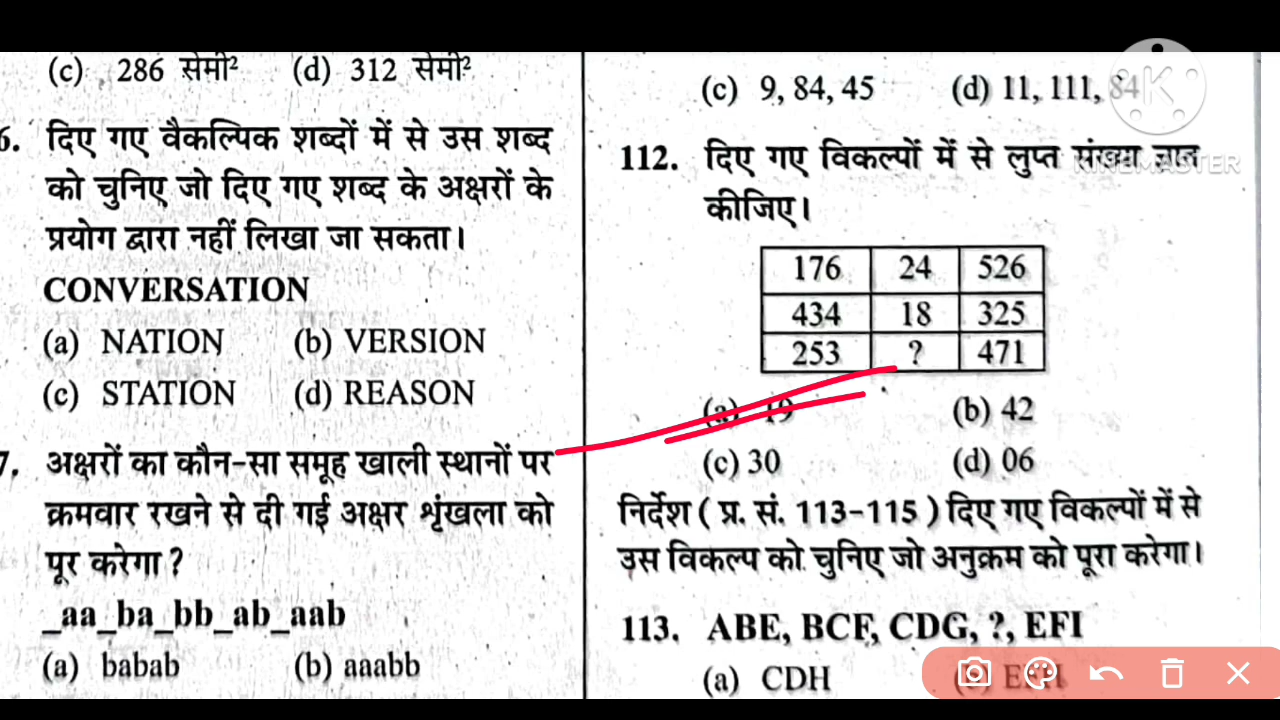 (c) 286 सेमी² (d) 312 सेमी²
6. दिए गए वैकल्पिक शब्दों में से उस शब्द
को चुनिए जो दिए गए शब्द के अक्षरों के
प्रयोग द्वारा नहीं लिखा जा सकता।
CONVERSATION
(a) NATION (b) VERSION
(c) STATION (d) REASON
7. अक्षरों का कौन-सा समूह खाली स्थानों पर
क्रमवार रखने से दी गई अक्षर शृंखला को
पूर करेगा ?
_aa_ba_bb_ab_aab
(a) babab (b) aaabb
(c) 9, 84, 45 (d) 11, 111, 84
KINEMASTER
112. दिए गए विकल्पों में से लुप्त संख्या ज्ञात
कीजिए।
176 24 526
434 18 325
253 ? 471
(a) 19 (b) 42
(c) 30 (d) 06
निर्देश ( प्र. सं. 113-115 ) दिए गए विकल्पों में से
उस विकल्प को चुनिए जो अनुक्रम को पूरा करेगा।
113. ABE, BCF, CDG, ?, EFI
(a) CDH